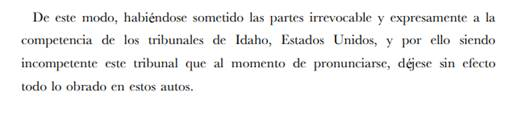 De este modo, habiéndose sometido las partes irrevocable y expresamente a la
competencia de los tribunales de Idaho, Estados Unidos, y por ello siendo
incompetente este tribunal que al momento de pronunciarse, déjese sin efecto
todo lo obrado en estos autos.